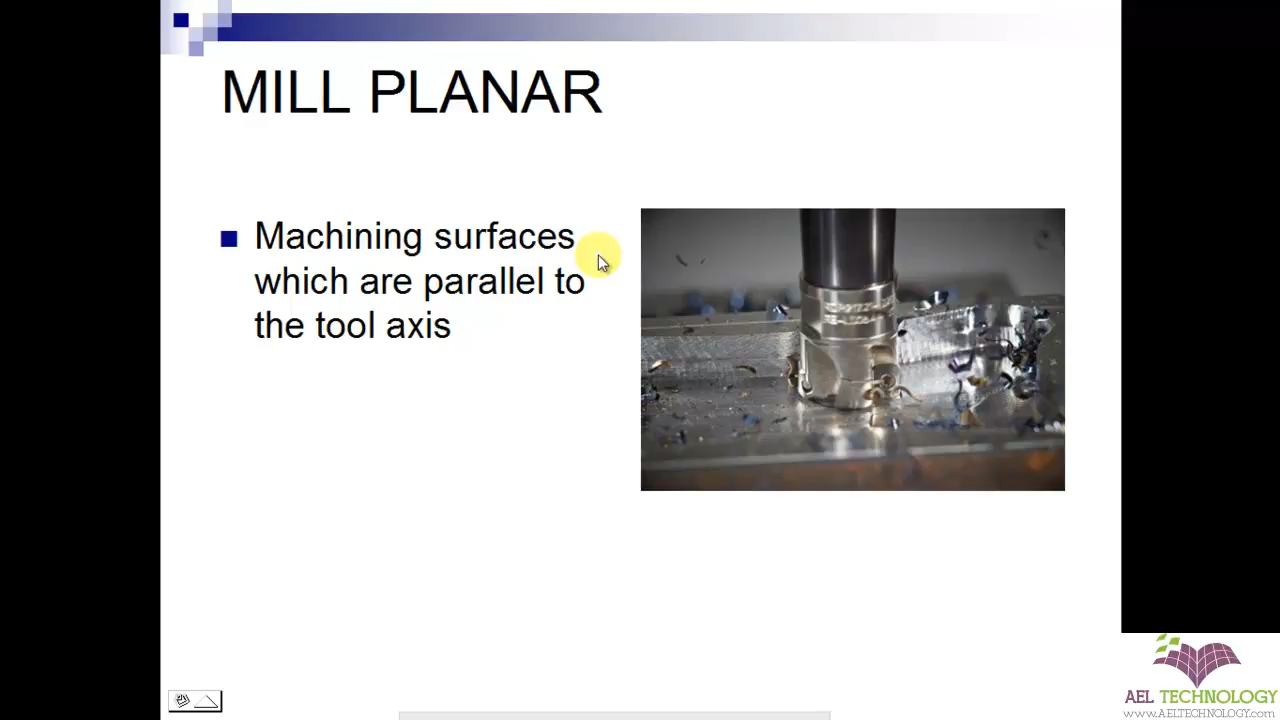 MILL PLANAR
Machining surfaces
which are parallel to
the tool axis
AEL TECHNOLOGY
www.AELTECHNOLOGY.com